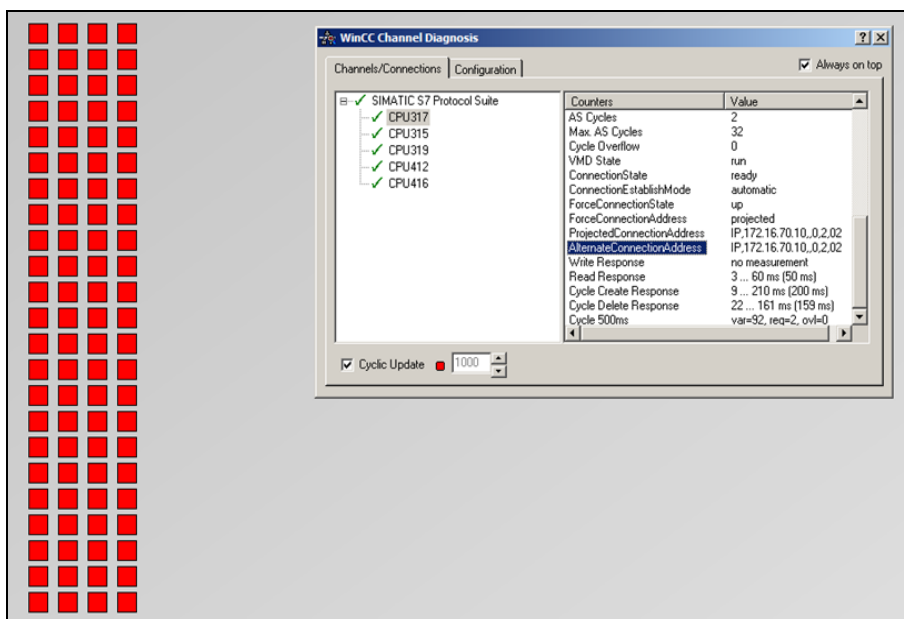 WinCC Channel Diagnosis
Channels/Connections Configuration Always on top
SIMATIC S7 Protocol Suite
CPU317
CPU315
CPU319
CPU412
CPU416
Counters Value
AS Cycles 2
Max. AS Cycles 32
Cycle Overflow 0
VMD State run
ConnectionState ready
ConnectionEstablishMode automatic
ForceConnectionState up
ForceConnectionAddress projected
ProjectedConnectionAddress IP,172.16.70.10,,0,2,02
AlternateConnectionAddress IP,172.16.70.10,,0,2,02
Write Response no measurement
Read Response 3 ... 60 ms (50 ms)
Cycle Create Response 9 ... 210 ms (200 ms)
Cycle Delete Response 22 ... 161 ms (159 ms)
Cycle 500ms var=92, req=2, ovl=0
Cyclic Update 1000